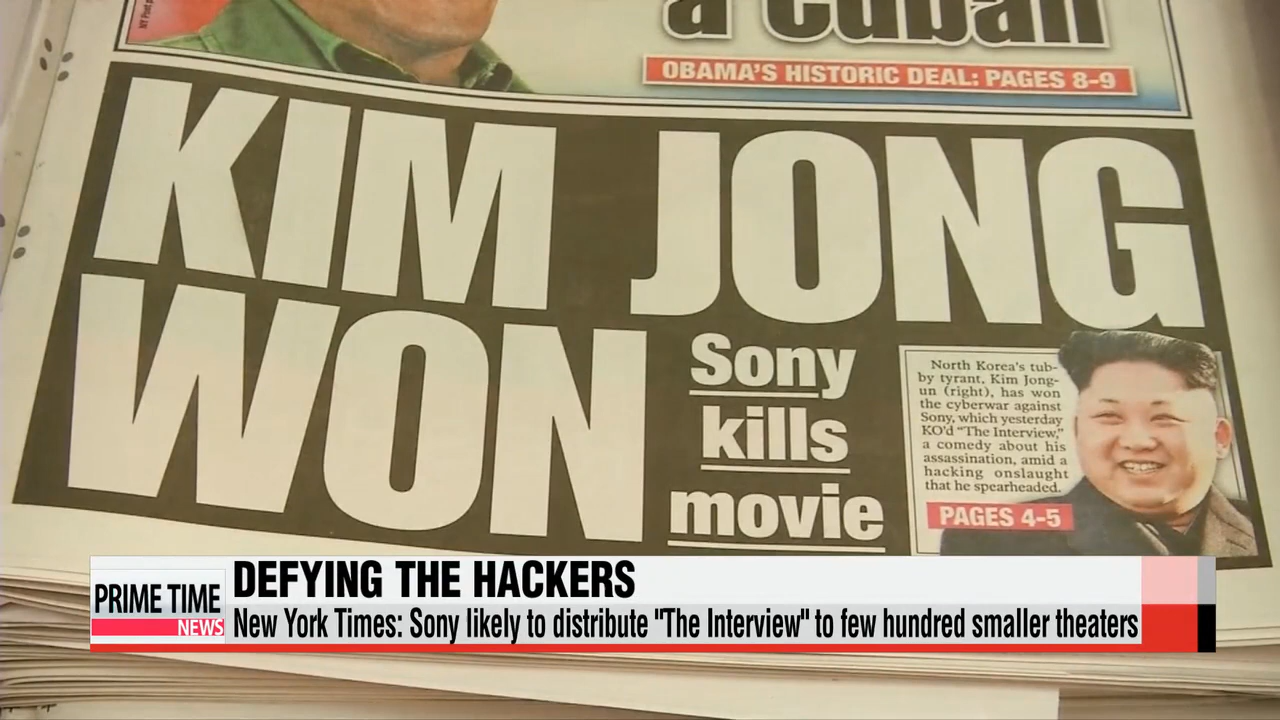 NY Post
a Cuban
OBAMA'S HISTORIC DEAL: PAGES 8-9
KIM JONG
WON
Sony
kills
movie
North Korea's tub-
by tyrant, Kim Jong-
un (right), has won
the cyberwar against
Sony, which yesterday
KO'd "The Interview,"
a comedy about his
assassination, amid a
hacking onslaught
that he spearheaded.
PAGES 4-5
PRIME TIME
NEWS
DEFYING THE HACKERS
New York Times: Sony likely to distribute "The Interview" to few hundred smaller theaters